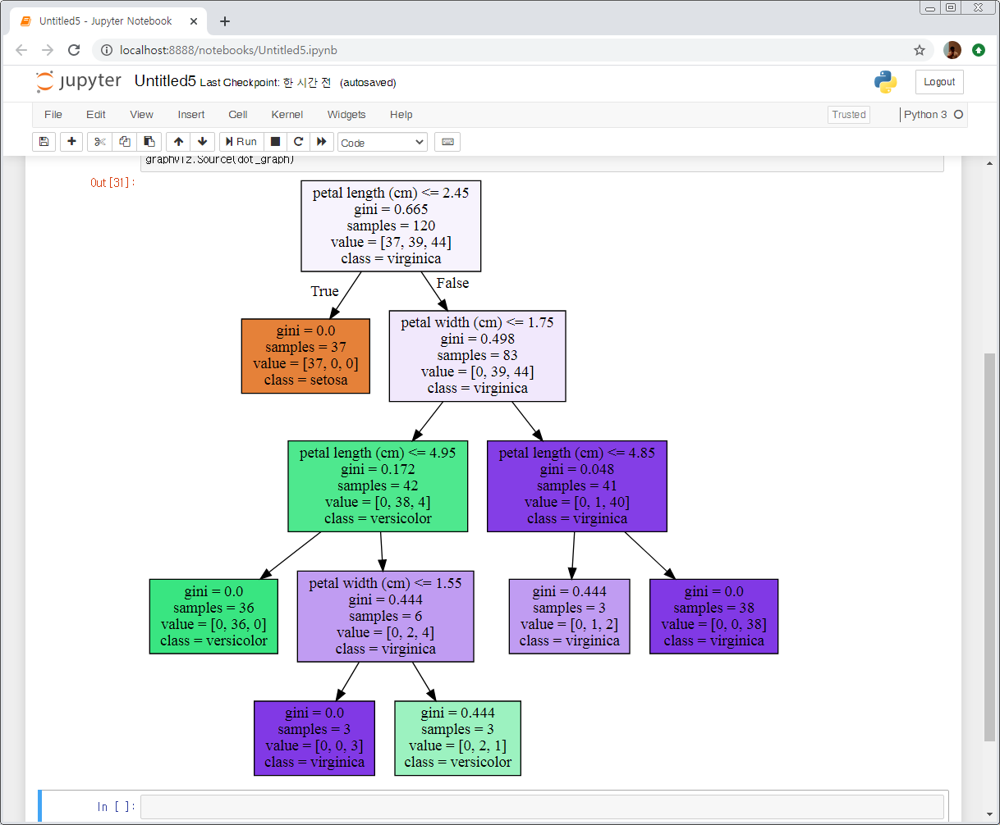 Untitled5 - Jupyter Notebook
localhost:8888/notebooks/Untitled5.ipynb
jupyter Untitled5 Last Checkpoint: 한 시간 전 (autosaved)
Logout
File Edit View Insert Cell Kernel Widgets Help
Trusted
Python 3
Run
Code
graphviz.Source(dot_graph)
Out [31]:
petal length (cm) <= 2.45
gini = 0.665
samples = 120
value = [37, 39, 44]
class = virginica
True
False
gini = 0.0
samples = 37
value = [37, 0, 0]
class = setosa
petal width (cm) <= 1.75
gini = 0.498
samples = 83
value = [0, 39, 44]
class = virginica
petal length (cm) <= 4.95
gini = 0.172
samples = 42
value = [0, 38, 4]
class = versicolor
petal length (cm) <= 4.85
gini = 0.048
samples = 41
value = [0, 1, 40]
class = virginica
gini = 0.0
samples = 36
value = [0, 36, 0]
class = versicolor
petal width (cm) <= 1.55
gini = 0.444
samples = 6
value = [0, 2, 4]
class = virginica
gini = 0.444
samples = 3
value = [0, 1, 2]
class = virginica
gini = 0.0
samples = 38
value = [0, 0, 38]
class = virginica
gini = 0.0
samples = 3
value = [0, 0, 3]
class = virginica
gini = 0.444
samples = 3
value = [0, 2, 1]
class = versicolor
In [ ]: